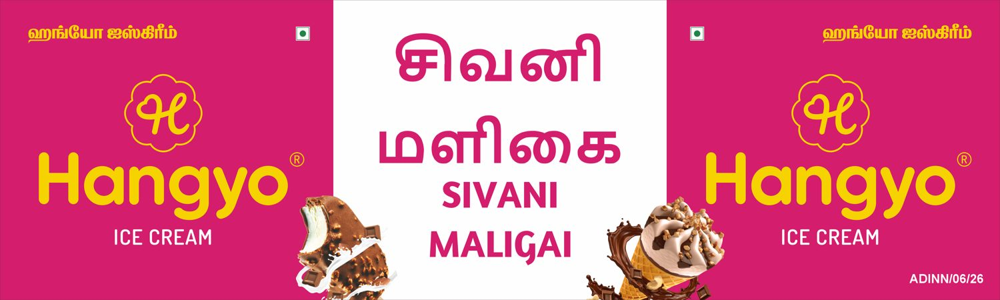 ஹங்யோ ஐஸ்கிரீம்
H
Hangyo®
ICE CREAM
சிவனி
மளிகை
SIVANI
MALIGAI
ஹங்யோ ஐஸ்கிரீம்
H
Hangyo®
ICE CREAM
ADINN/06/26